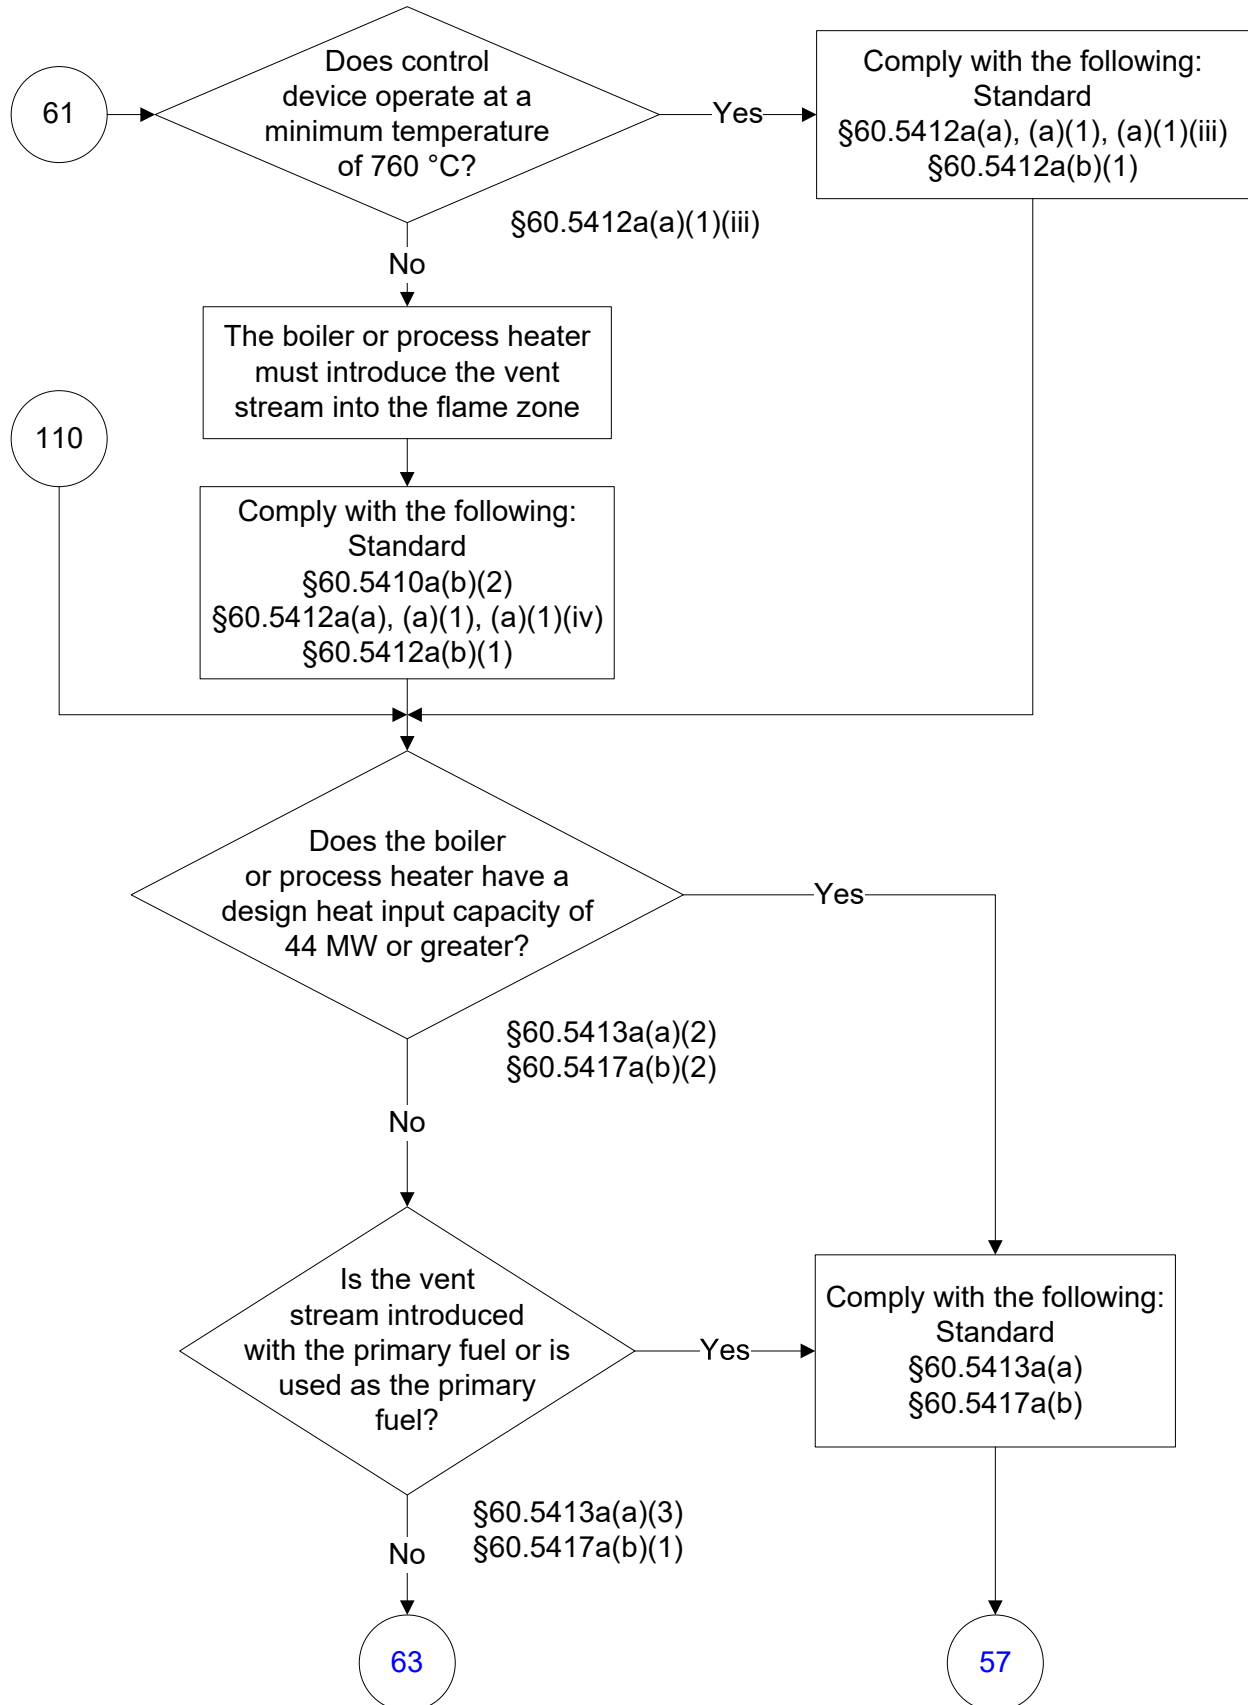 61
Does control
device operate at a
minimum temperature
of 760 °C?
Yes
Comply with the following:
Standard
§60.5412a(a), (a)(1), (a)(1)(iii)
§60.5412a(b)(1)
§60.5412a(a)(1)(iii)
No
The boiler or process heater
must introduce the vent
stream into the flame zone
110
Comply with the following:
Standard
§60.5410a(b)(2)
§60.5412a(a), (a)(1), (a)(1)(iv)
§60.5412a(b)(1)
Does the boiler
or process heater have a
design heat input capacity of
44 MW or greater?
Yes
§60.5413a(a)(2)
§60.5417a(b)(2)
No
Is the vent
stream introduced
with the primary fuel or is
used as the primary
fuel?
Yes
Comply with the following:
Standard
§60.5413a(a)
§60.5417a(b)
§60.5413a(a)(3)
§60.5417a(b)(1)
No
63
57